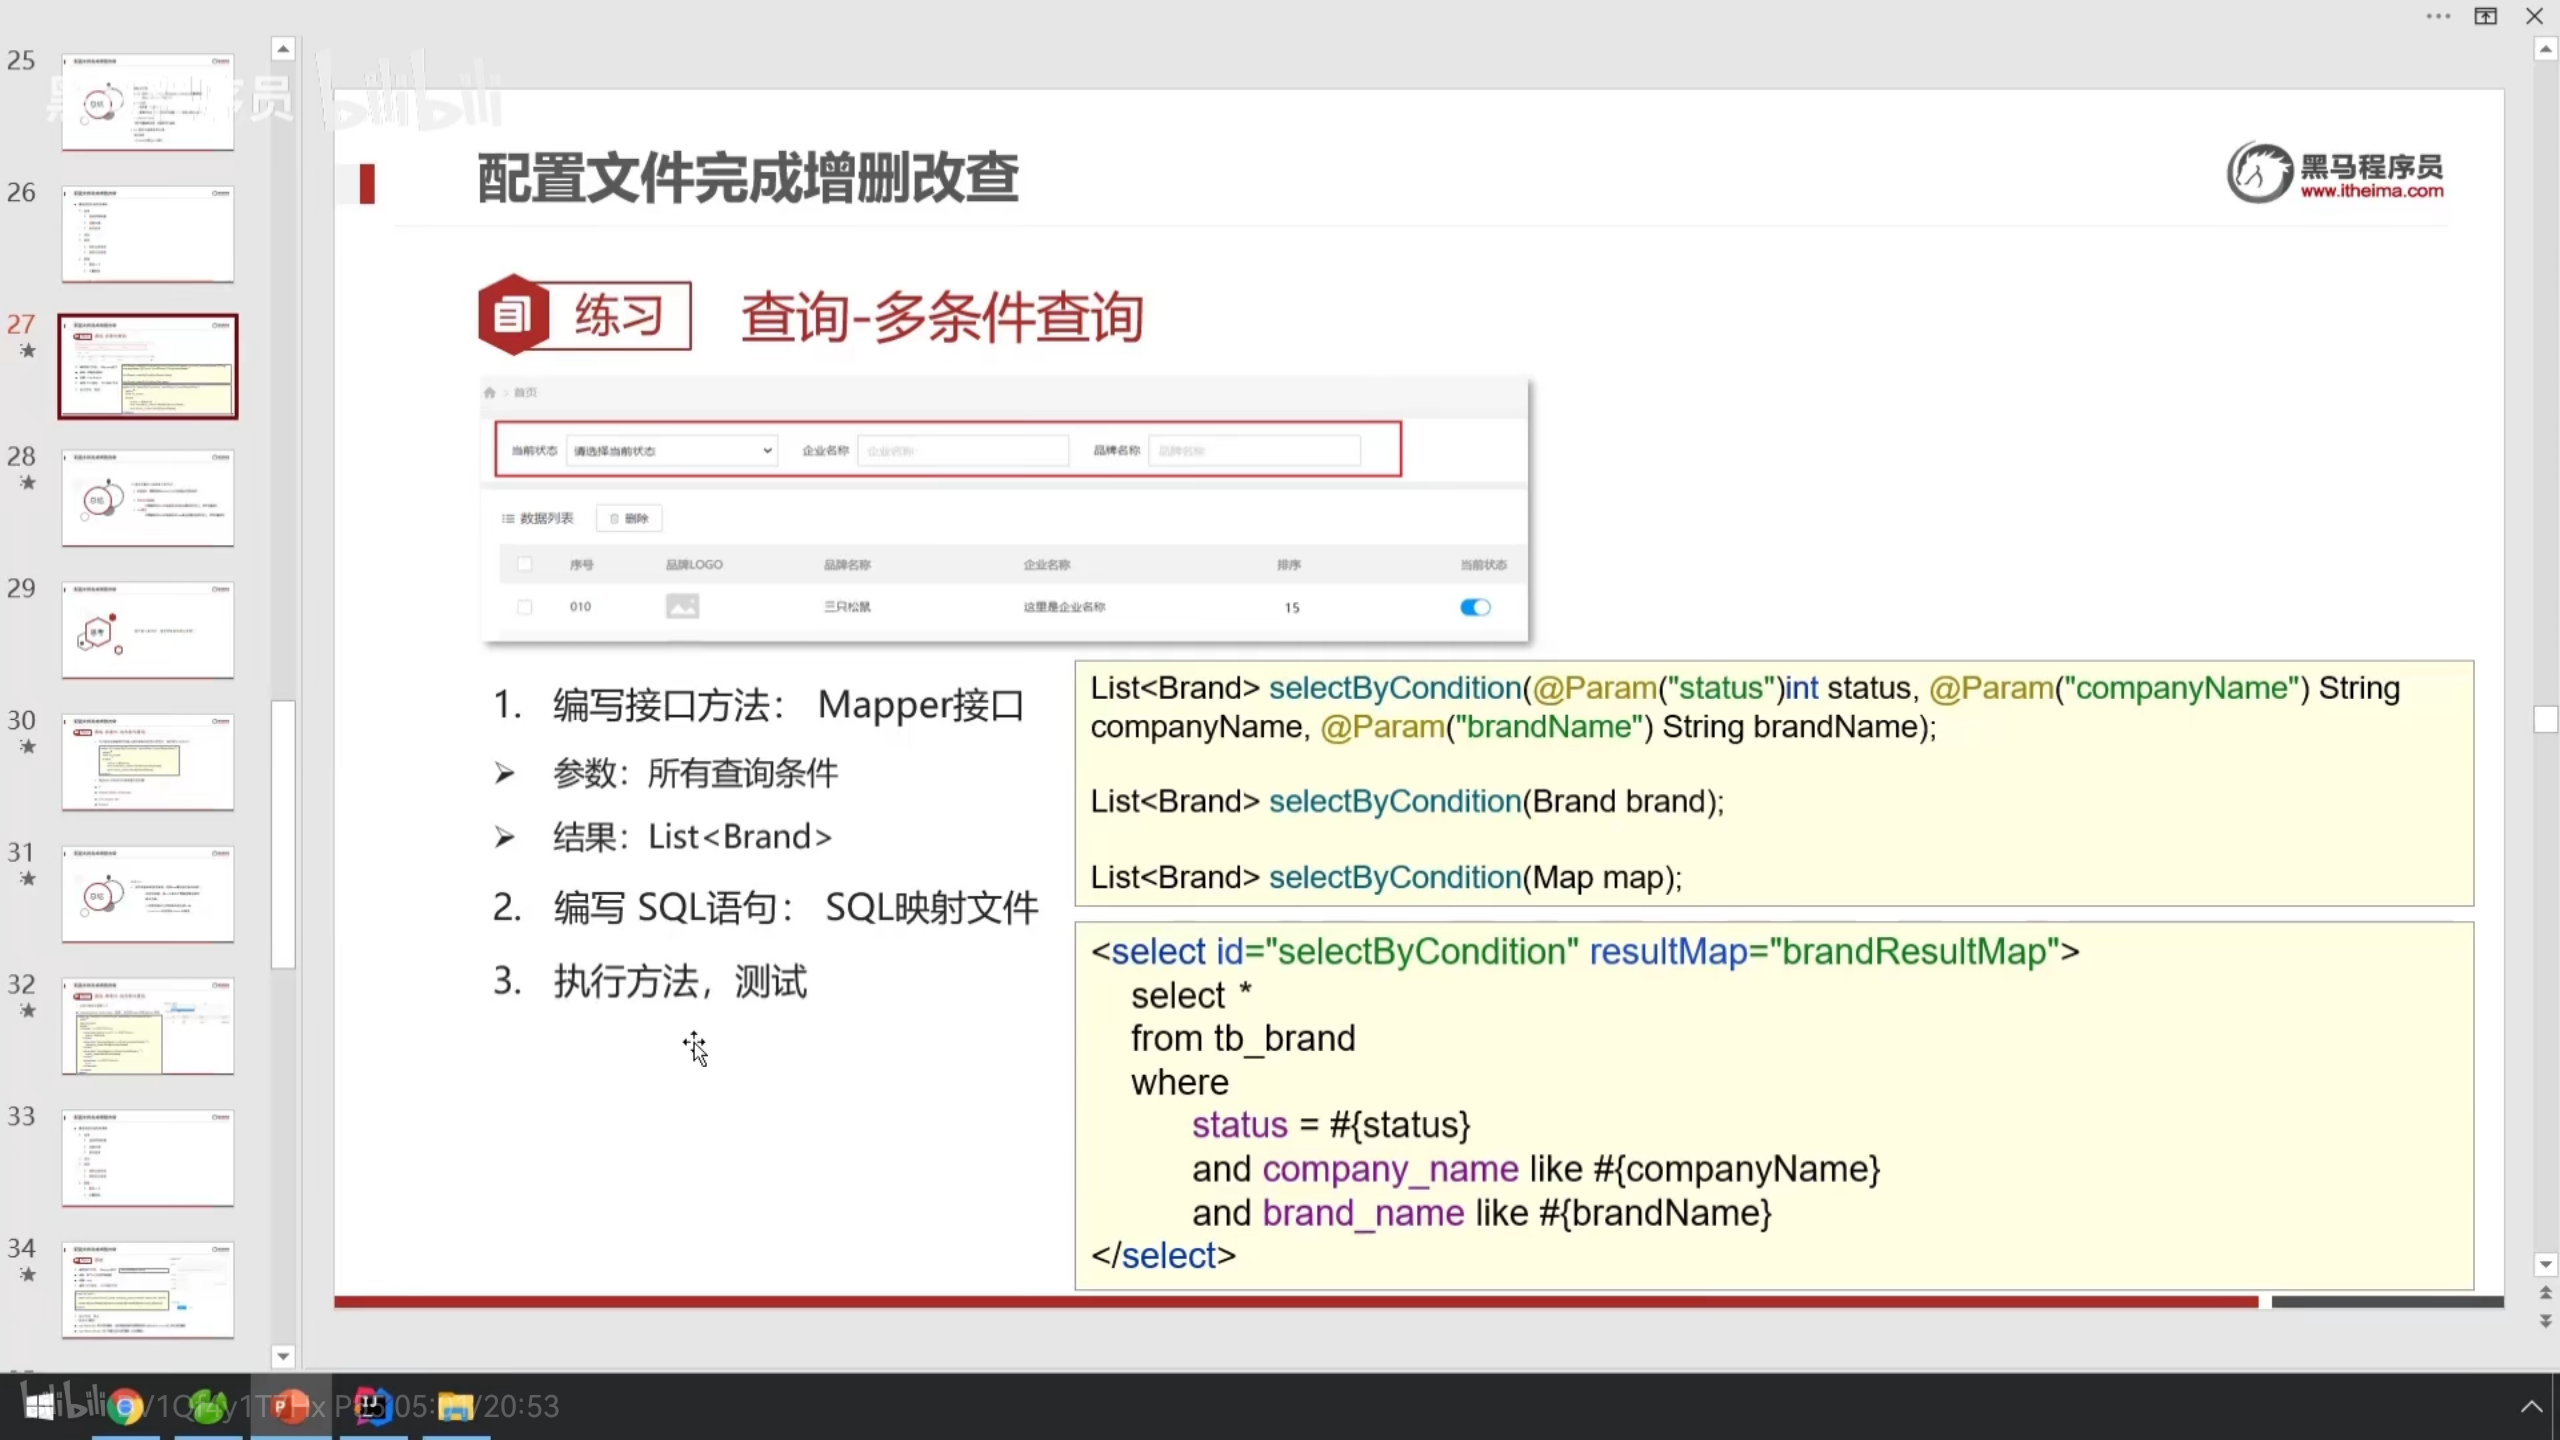 25
26
27
28
29
30
31
32
33
34
bilibili
配置文件完成增删改查
黑马程序员
www.itheima.com
练习
查询-多条件查询
> 首页
当前状态 请选择当前状态 企业名称 企业名称 品牌名称 品牌名称
数据列表 删除
序号 品牌LOGO 品牌名称 企业名称 排序 当前状态
010 三只松鼠 这里是企业名称 15
1. 编写接口方法： Mapper接口
➢ 参数：所有查询条件
➢ 结果：List<Brand>
2. 编写 SQL语句： SQL映射文件
3. 执行方法，测试
List<Brand> selectByCondition(@Param("status")int status, @Param("companyName") String
companyName, @Param("brandName") String brandName);
List<Brand> selectByCondition(Brand brand);
List<Brand> selectByCondition(Map map);
<select id="selectByCondition" resultMap="brandResultMap">
select *
from tb_brand
where
status = #{status}
and company_name like #{companyName}
and brand_name like #{brandName}
</select>
bilibili
/20:53